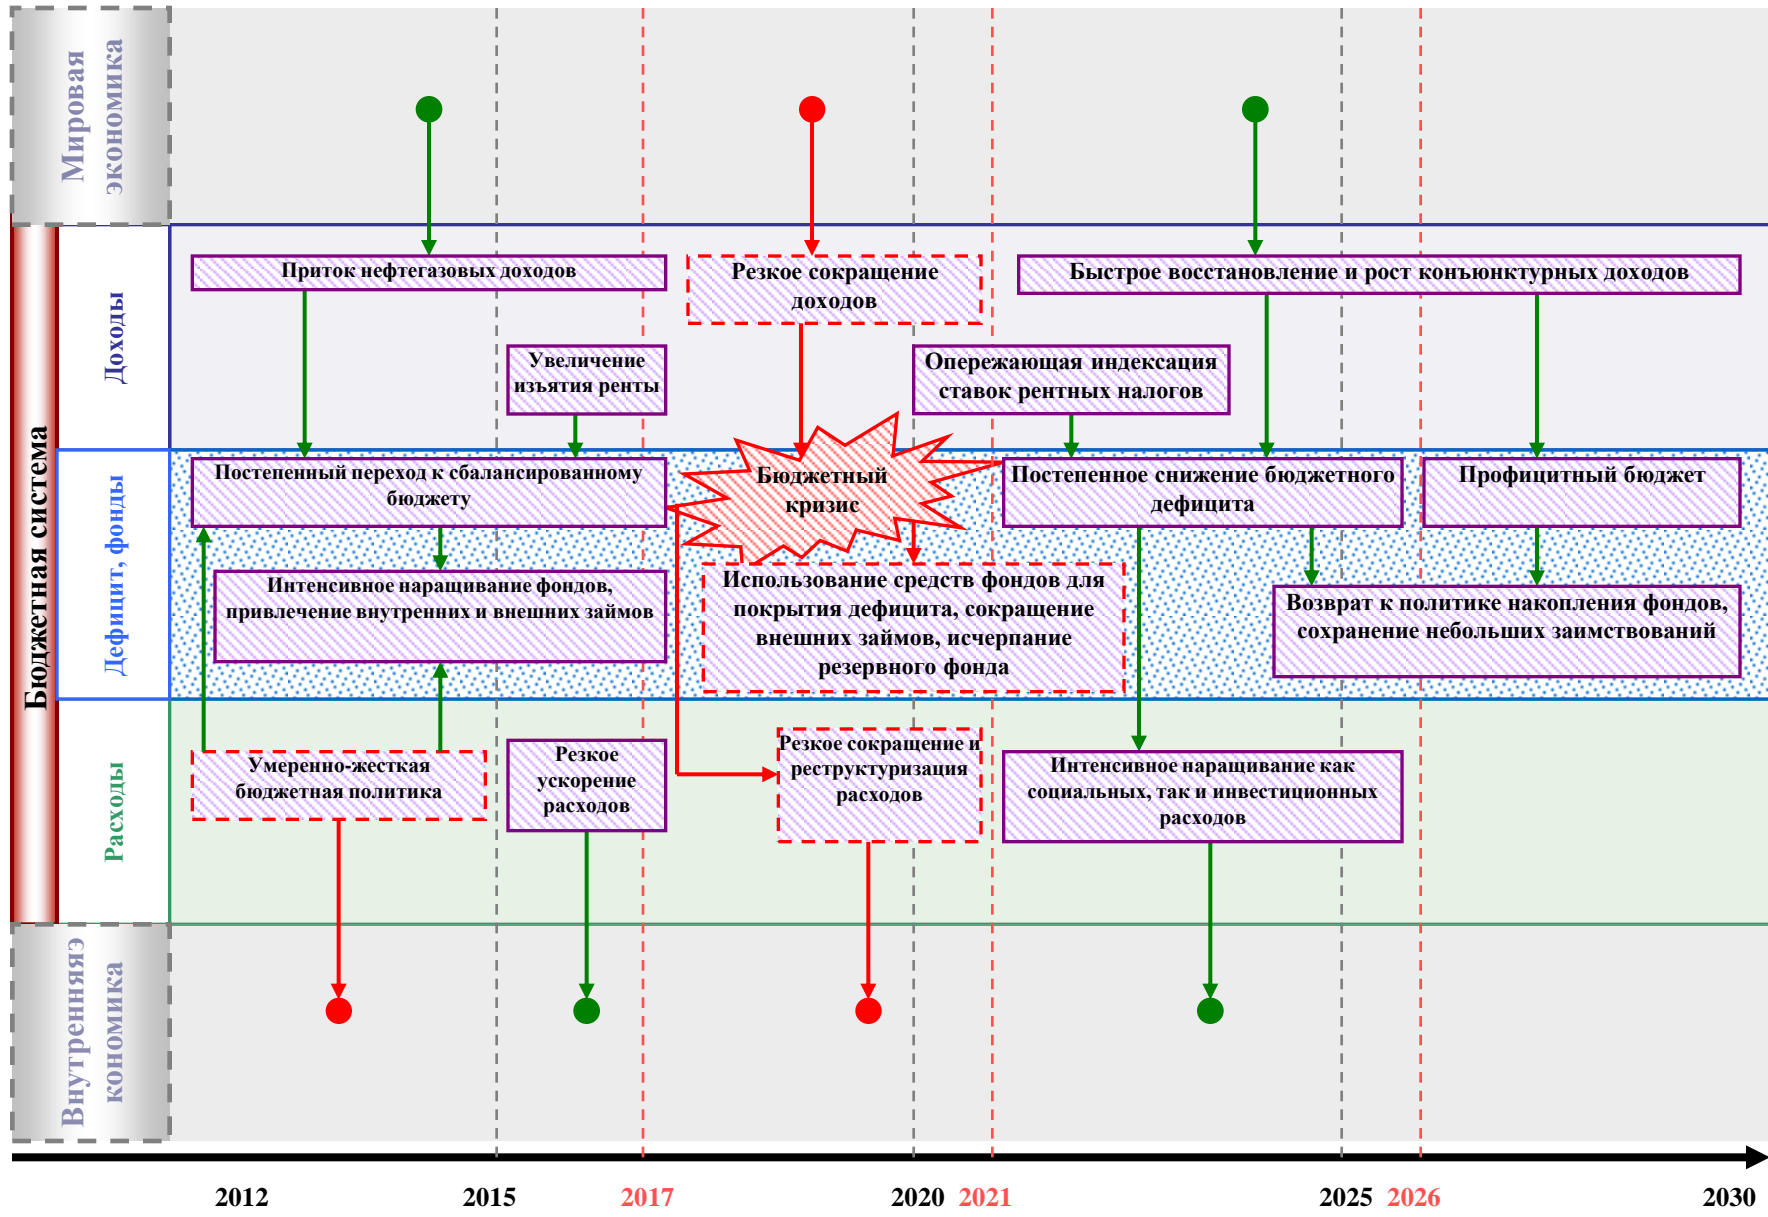 Мировая
экономика
Бюджетная система
Доходы
Приток нефтегазовых доходов
Резкое сокращение
доходов
Быстрое восстановление и рост конъюнктурных доходов
Увеличение
изъятия ренты
Опережающая индексация
ставок рентных налогов
Дефицит, фонды
Постепенный переход к сбалансированному
бюджету
Бюджетный
кризис
Постепенное снижение бюджетного
дефицита
Профицитный бюджет
Интенсивное наращивание фондов,
привлечение внутренних и внешних займов
Использование средств фондов для
покрытия дефицита, сокращение
внешних займов, исчерпание
резервного фонда
Возврат к политике накопления фондов,
сохранение небольших заимствований
Расходы
Умеренно-жесткая
бюджетная политика
Резкое
ускорение
расходов
Резкое сокращение и
реструктуризация
расходов
Интенсивное наращивание как
социальных, так и инвестиционных
расходов
Внутренняяэ
кономика
2012
2015
2017
2020
2021
2025
2026
2030